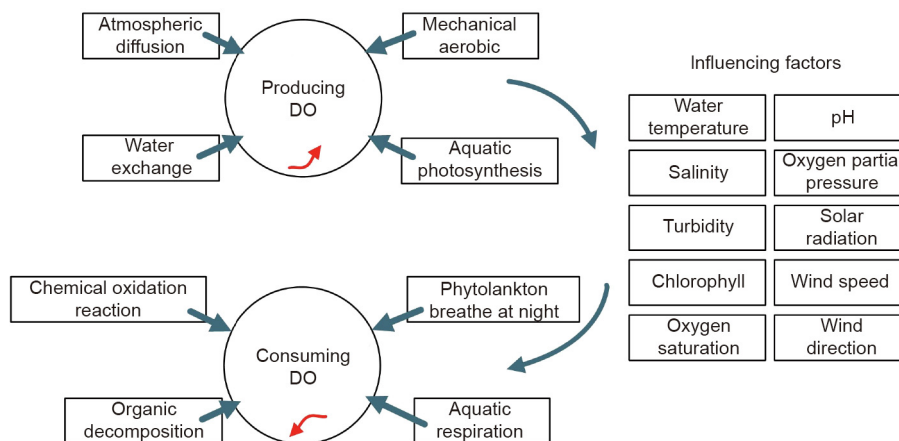 Atmospheric
diffusion
Mechanical
aerobic
Producing
DO
Water
exchange
Aquatic
photosynthesis
Influencing factors
Water
temperature
pH
Salinity
Oxygen partial
pressure
Turbidity
Solar
radiation
Chlorophyll
Wind speed
Oxygen
saturation
Wind
direction
Chemical oxidation
reaction
Phytolankton
breathe at night
Consuming
DO
Organic
decomposition
Aquatic
respiration